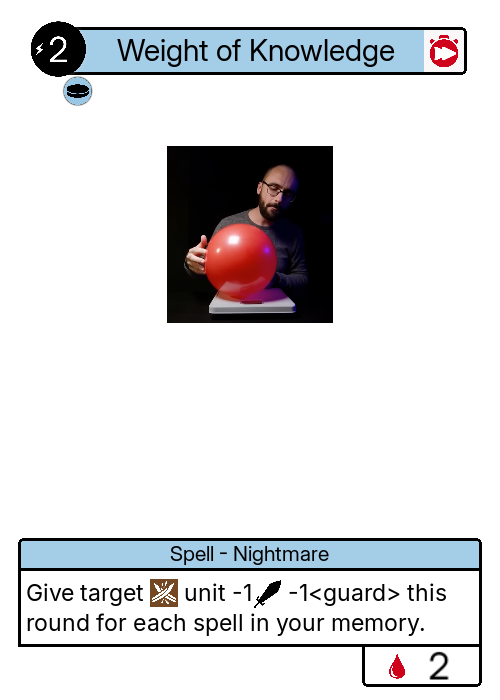 2
Weight of Knowledge
Spell - Nightmare
Give target unit -1 -1<guard> this
round for each spell in your memory.
2